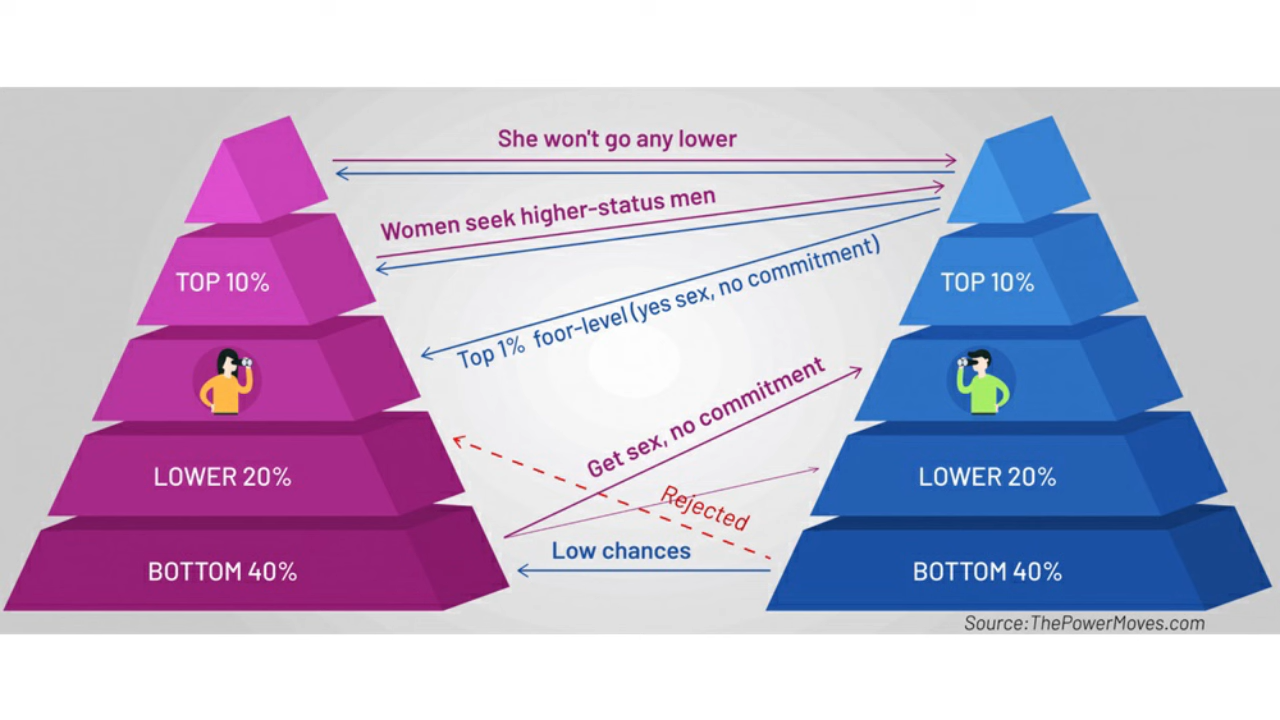 She won't go any lower
Women seek higher-status men
TOP 10%
TOP 10%
Top 1% foor-level (yes sex, no commitment)
Get sex, no commitment
LOWER 20%
LOWER 20%
Rejected
Low chances
BOTTOM 40%
BOTTOM 40%
Source:ThePowerMoves.com